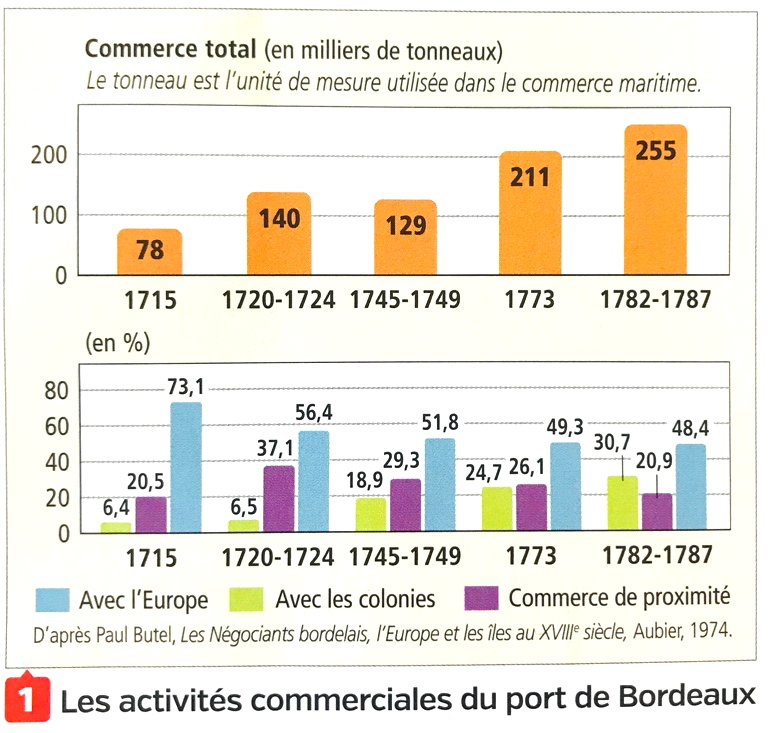 Commerce total (en milliers de tonneaux)
Le tonneau est l'unité de mesure utilisée dans le commerce maritime.
200
100
0
78
140
129
211
255
1715 1720-1724 1745-1749 1773 1782-1787
(en %)
80
60
40
20
0
6,4 20,5 73,1
6,5 37,1 56,4
18,9 29,3 51,8
24,7 26,1 49,3
30,7 20,9 48,4
1715 1720-1724 1745-1749 1773 1782-1787
Avec l'Europe Avec les colonies Commerce de proximité
D'après Paul Butel, Les Négociants bordelais, l'Europe et les îles au XVIIIe siècle, Aubier, 1974.
1 Les activités commerciales du port de Bordeaux